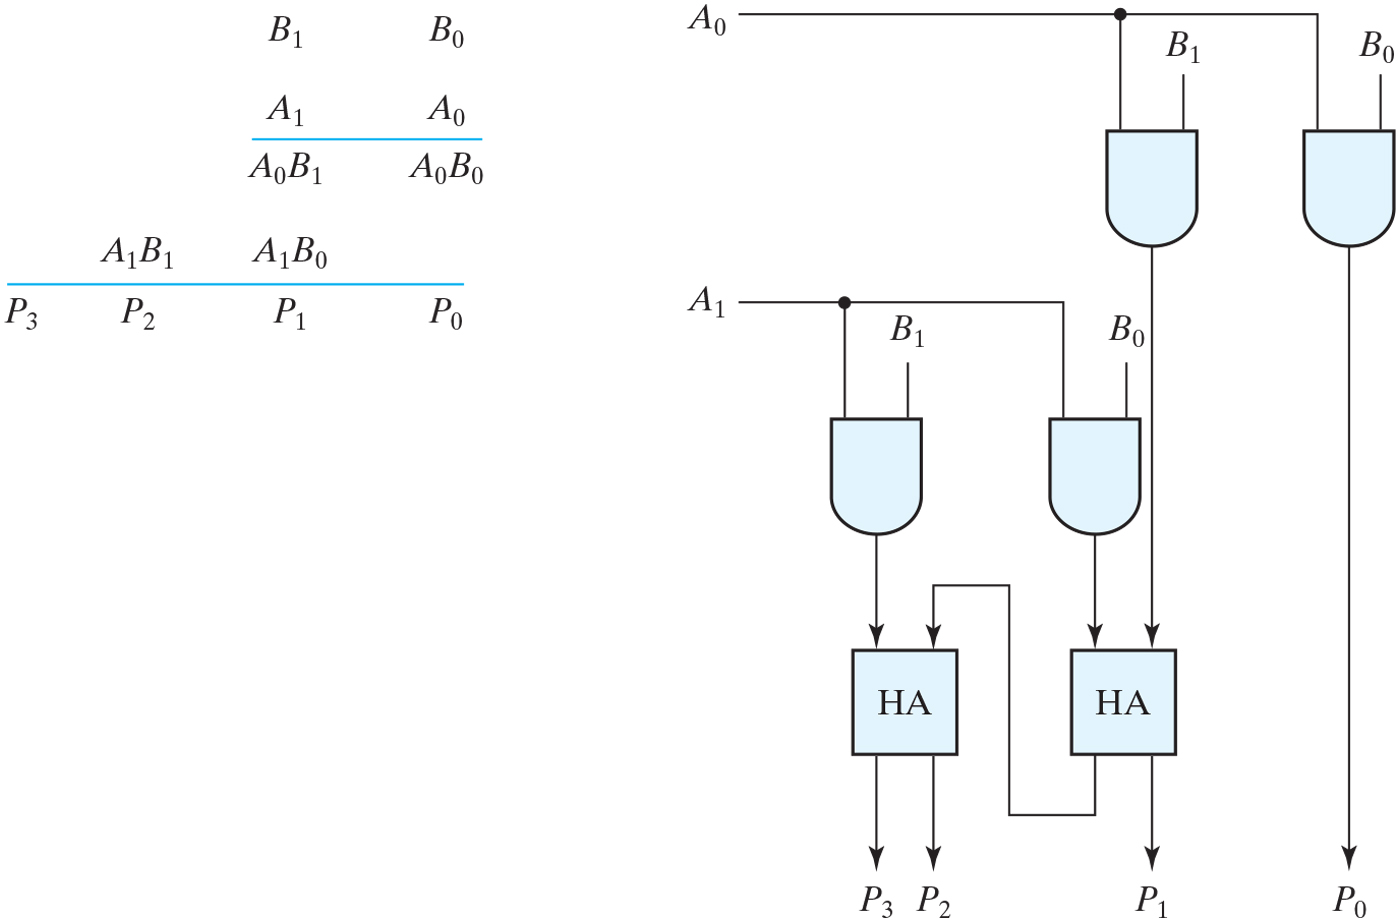 B₁ B₀
A₁ A₀
A₀B₁ A₀B₀
A₁B₁ A₁B₀
P₃ P₂ P₁ P₀
A₀
B₁ B₀
A₁
B₁ B₀
HA HA
P₃ P₂ P₁ P₀